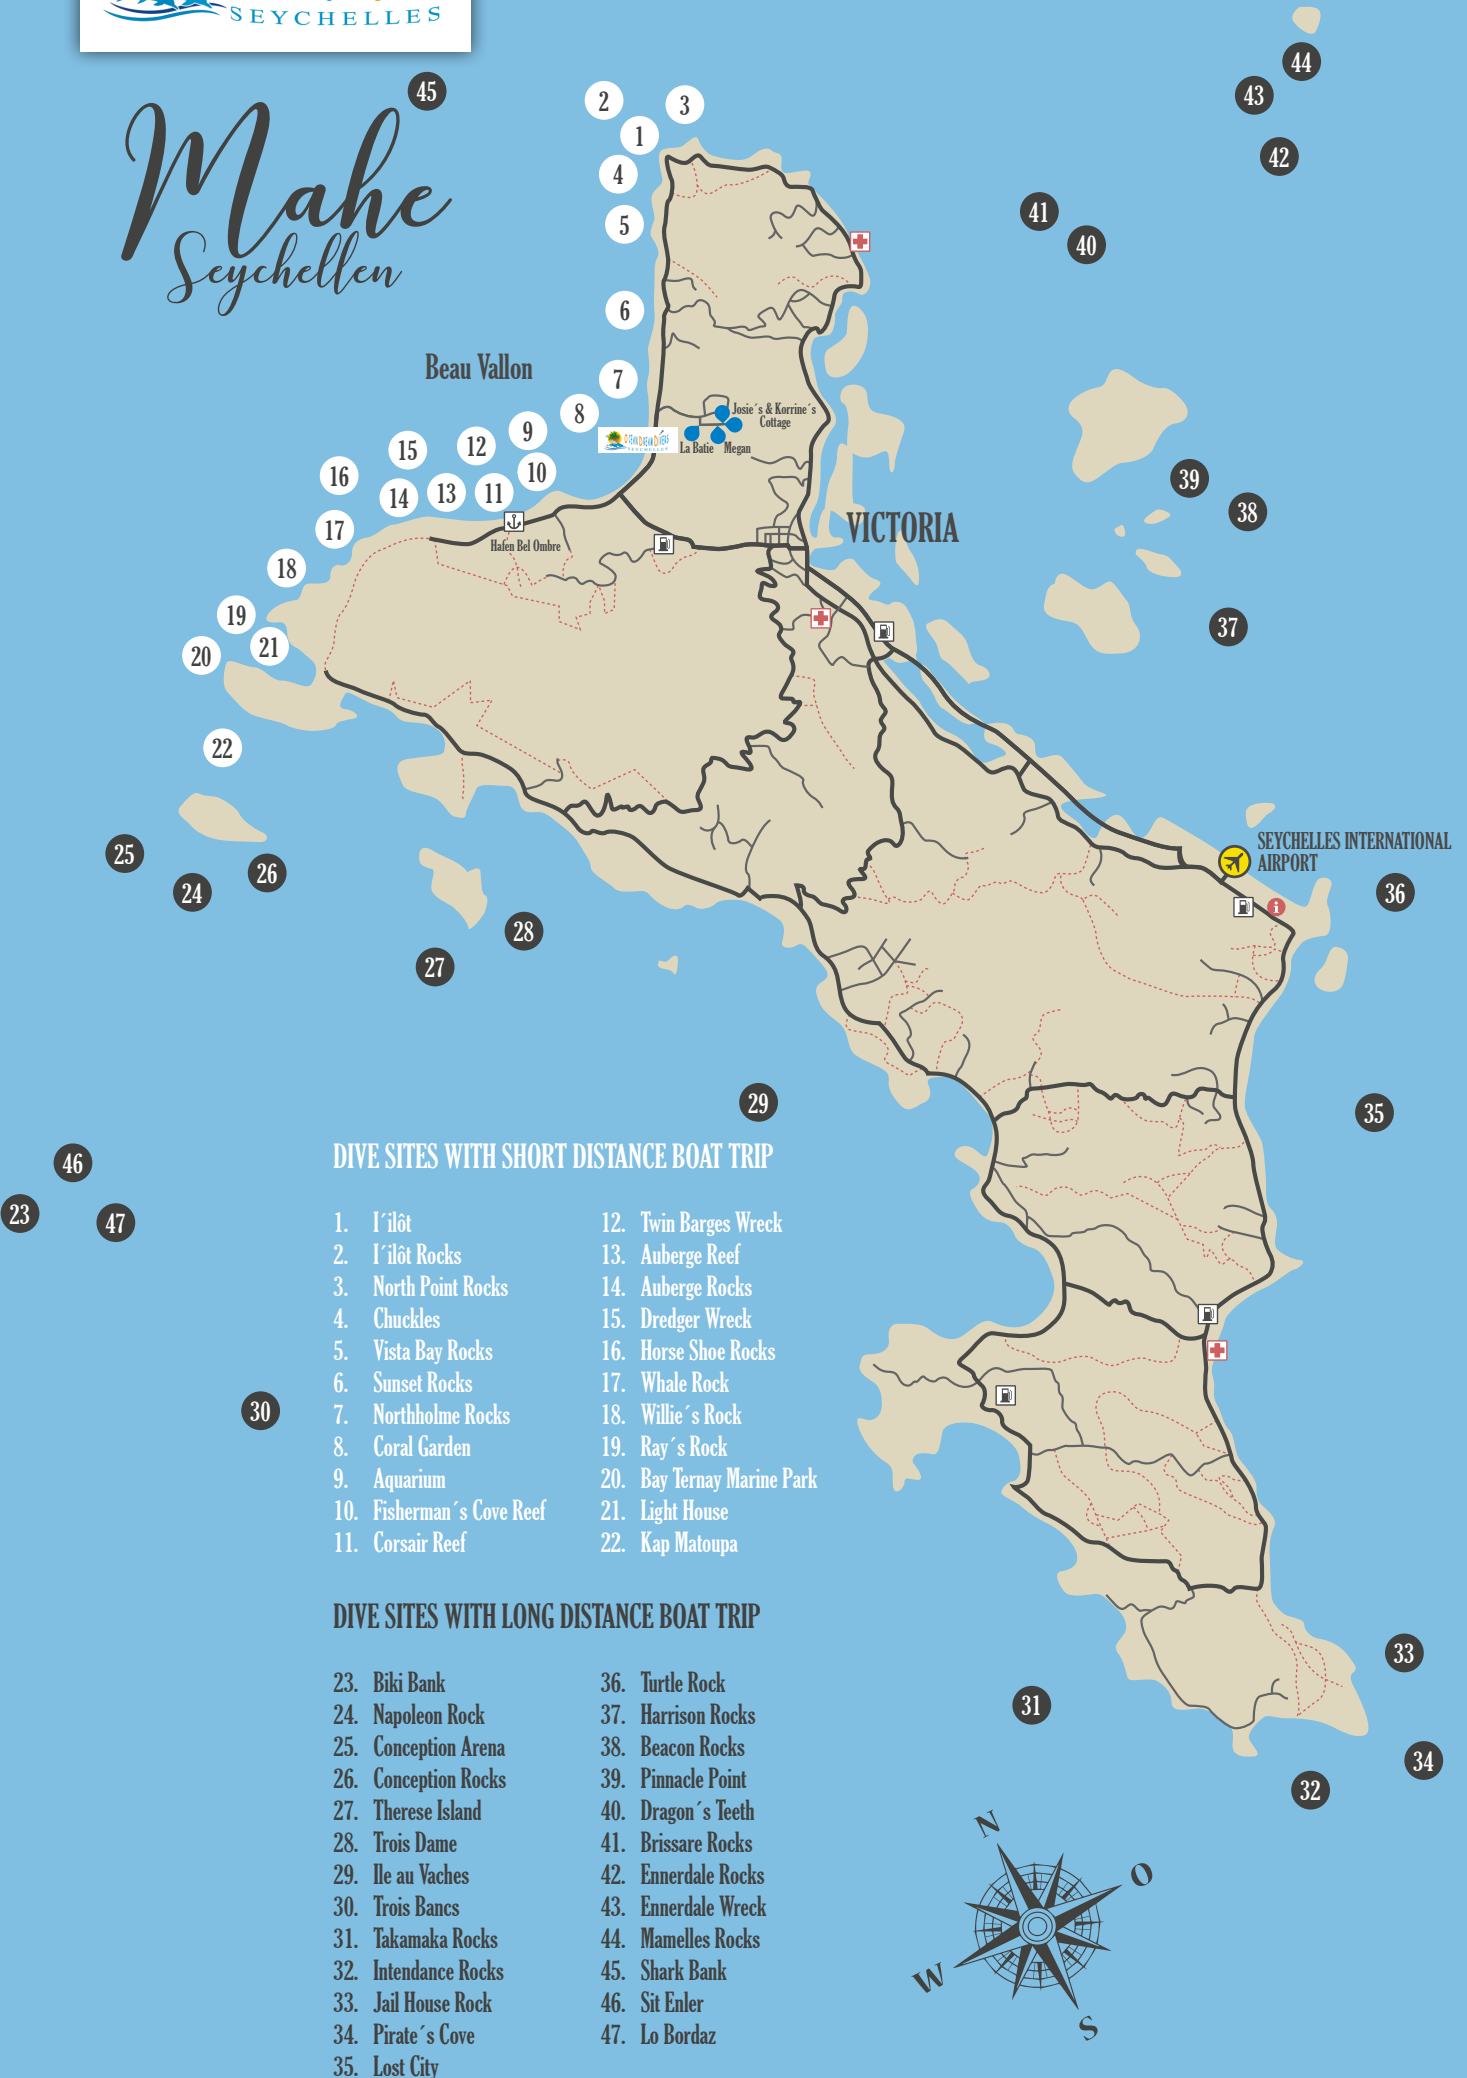 SEYCHELLES
Mahe
Seychellen
45
2
3
1
4
5
6
7
8
9
10
11
12
13
14
15
16
17
18
19
20
21
22
44
43
42
41
40
39
38
37
36
35
25
24
26
28
27
29
46
23
47
30
31
33
34
32
Beau Vallon
OCEAN DREAM DIVERS
SEYCHELLES
Josie´s & Korrine´s
Cottage
La Batie
Megan
VICTORIA
Hafen Bel Ombre
SEYCHELLES INTERNATIONAL
AIRPORT
i
DIVE SITES WITH SHORT DISTANCE BOAT TRIP
1. I´ilôt
2. I´ilôt Rocks
3. North Point Rocks
4. Chuckles
5. Vista Bay Rocks
6. Sunset Rocks
7. Northholme Rocks
8. Coral Garden
9. Aquarium
10. Fisherman´s Cove Reef
11. Corsair Reef
12. Twin Barges Wreck
13. Auberge Reef
14. Auberge Rocks
15. Dredger Wreck
16. Horse Shoe Rocks
17. Whale Rock
18. Willie´s Rock
19. Ray´s Rock
20. Bay Ternay Marine Park
21. Light House
22. Kap Matoupa
DIVE SITES WITH LONG DISTANCE BOAT TRIP
23. Biki Bank
24. Napoleon Rock
25. Conception Arena
26. Conception Rocks
27. Therese Island
28. Trois Dame
29. Ile au Vaches
30. Trois Bancs
31. Takamaka Rocks
32. Intendance Rocks
33. Jail House Rock
34. Pirate´s Cove
35. Lost City
36. Turtle Rock
37. Harrison Rocks
38. Beacon Rocks
39. Pinnacle Point
40. Dragon´s Teeth
41. Brissare Rocks
42. Ennerdale Rocks
43. Ennerdale Wreck
44. Mamelles Rocks
45. Shark Bank
46. Sit Enler
47. Lo Bordaz
N
O
W
S